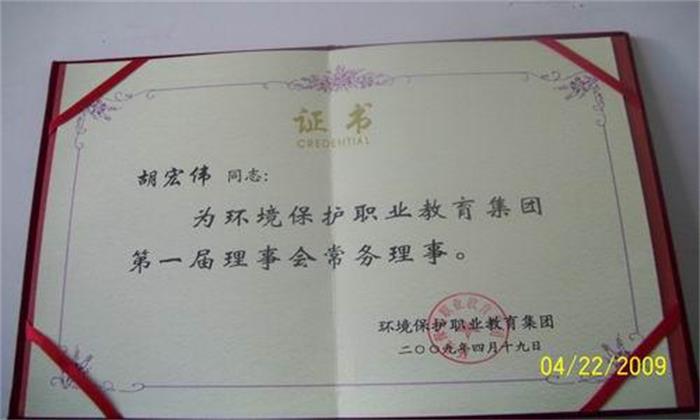 证书
CREDENTIAL
胡宏伟 同志：
为环境保护职业教育集团
第一届理事会常务理事。
环境保护职业教育集团
二〇〇九年四月十九日
04/22/2009